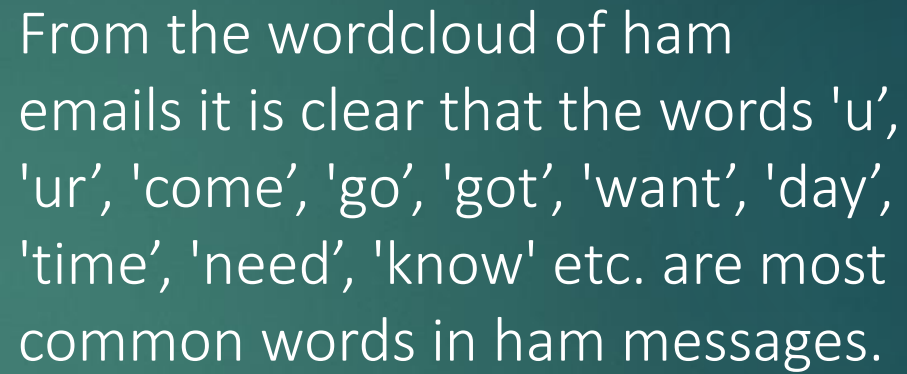 From the wordcloud of ham
emails it is clear that the words 'u’,
'ur’, 'come’, 'go’, 'got’, 'want’, 'day’,
'time’, 'need’, 'know' etc. are most
common words in ham messages.